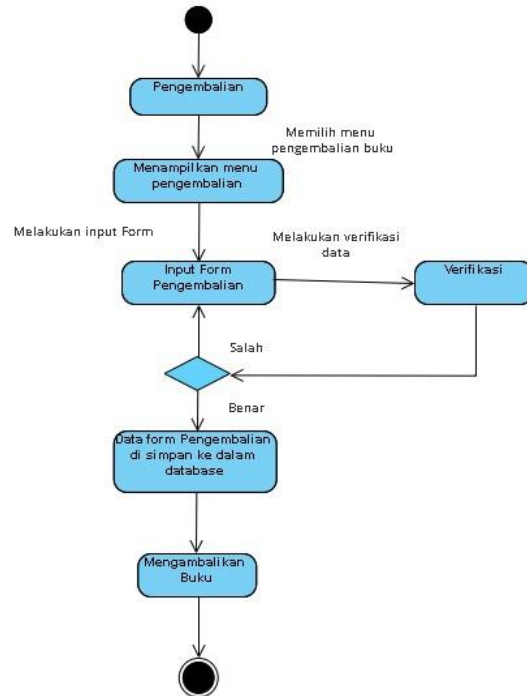 Pengembalian
Memilih menu
pengembalian buku
Menampilkan menu
pengembalian
Melakukan input Form
Melakukan verifikasi
data
Input Form
Pengembalian
Verifikasi
Salah
Benar
Data form Pengembalian
di simpan ke dalam
database
Mengambalikan
Buku